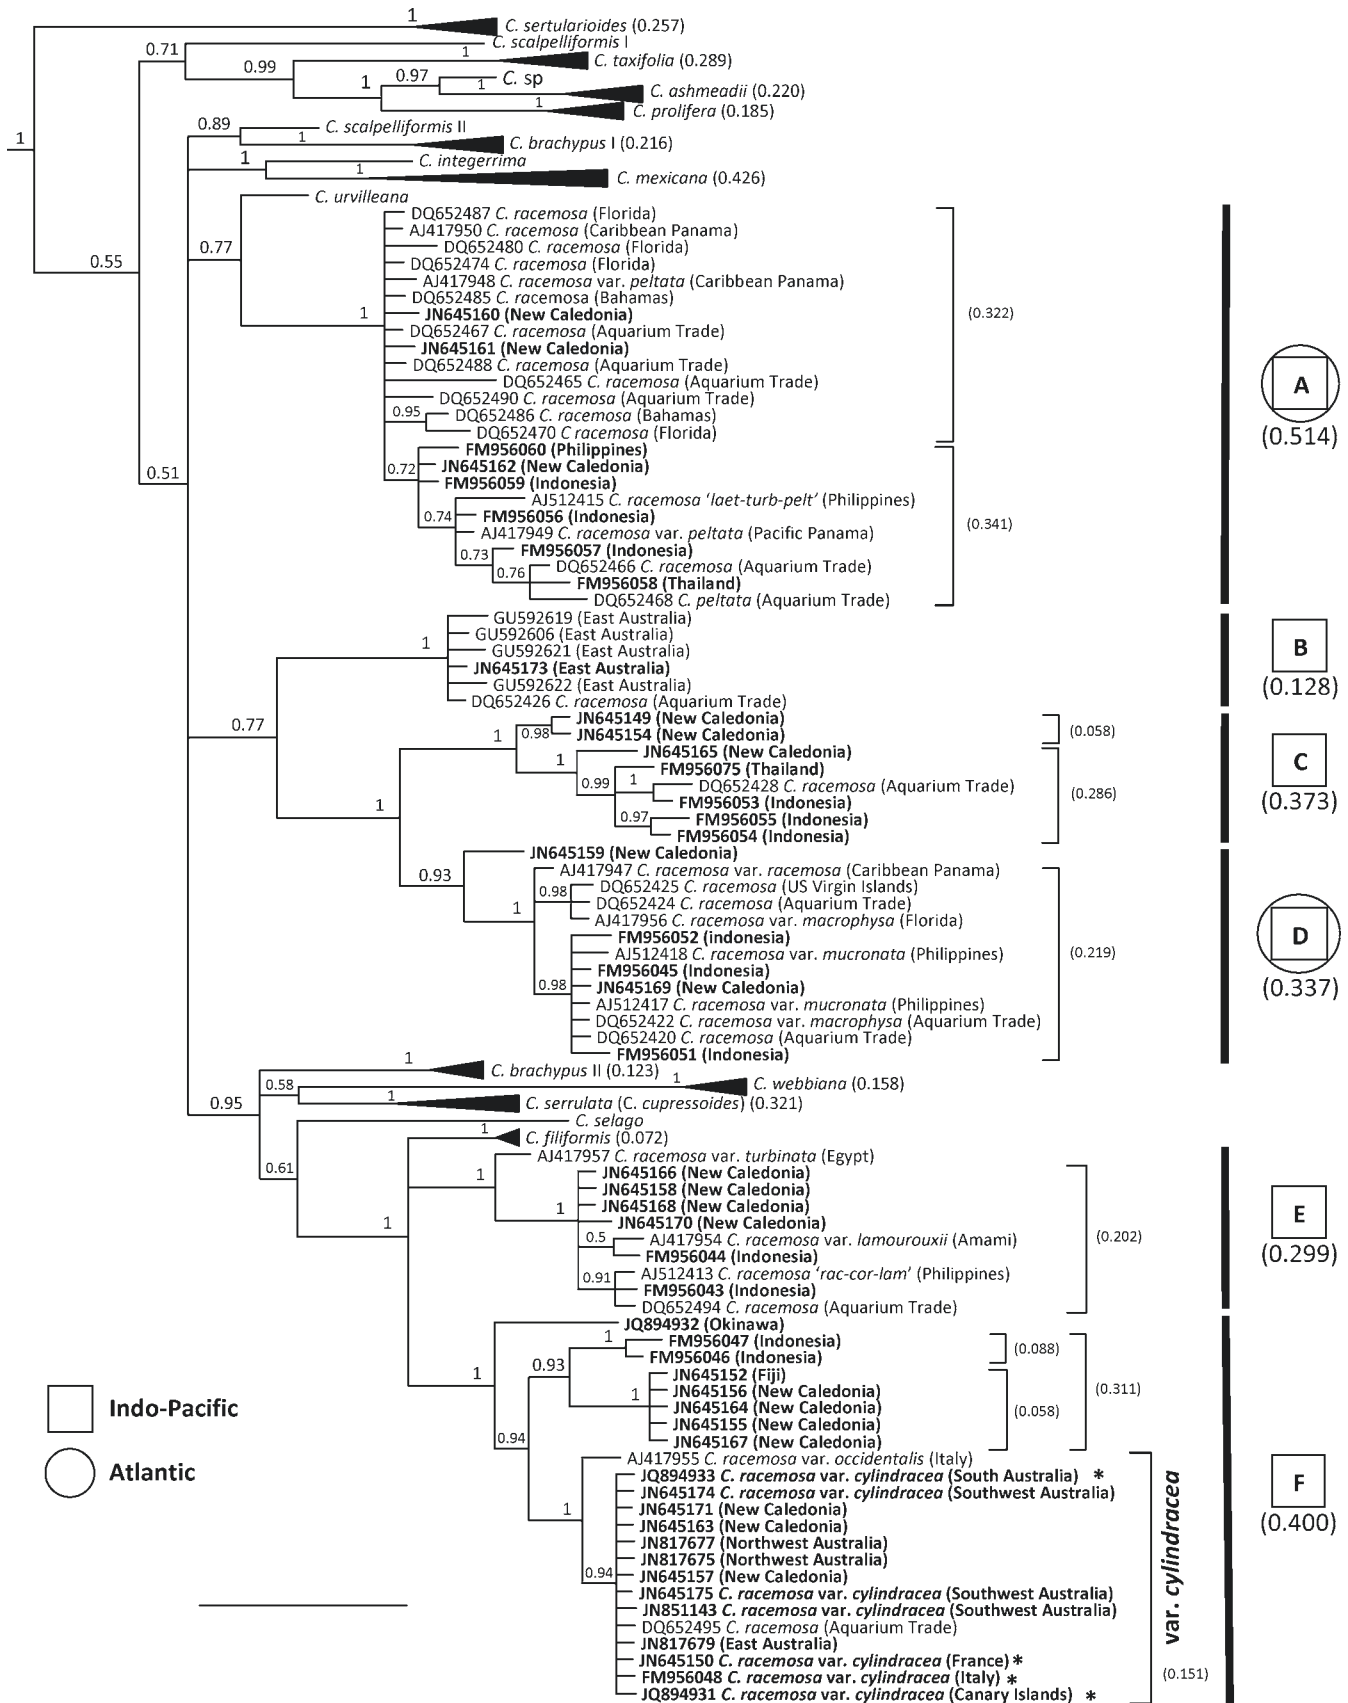 1
C. sertularioides (0.257)
C. scalpelliformis I
0.71
1
C. taxifolia (0.289)
0.99
0.97
C. sp
1
1
C. ashmeadii (0.220)
1
C. prolifera (0.185)
1
0.89
C. scalpelliformis II
1
C. brachypus I (0.216)
1
C. integerrima
1
C. mexicana (0.426)
C. urvilleana
0.77
0.55
DQ652487 C. racemosa (Florida)
AJ417950 C. racemosa (Caribbean Panama)
DQ652480 C. racemosa (Florida)
DQ652474 C. racemosa (Florida)
AJ417948 C. racemosa var. peltata (Caribbean Panama)
DQ652485 C. racemosa (Bahamas)
1
JN645160 (New Caledonia)
(0.322)
DQ652467 C. racemosa (Aquarium Trade)
JN645161 (New Caledonia)
DQ652488 C. racemosa (Aquarium Trade)
DQ652465 C. racemosa (Aquarium Trade)
A
DQ652490 C. racemosa (Aquarium Trade)
0.95
DQ652486 C. racemosa (Bahamas)
DQ652470 C racemosa (Florida)
(0.514)
FM956060 (Philippines)
0.51
0.72
JN645162 (New Caledonia)
FM956059 (Indonesia)
AJ512415 C. racemosa 'laet-turb-pelt' (Philippines)
0.74
FM956056 (Indonesia)
(0.341)
AJ417949 C. racemosa var. peltata (Pacific Panama)
0.73
FM956057 (Indonesia)
0.76
DQ652466 C. racemosa (Aquarium Trade)
FM956058 (Thailand)
DQ652468 C. peltata (Aquarium Trade)
GU592619 (East Australia)
GU592606 (East Australia)
1
GU592621 (East Australia)
B
JN645173 (East Australia)
GU592622 (East Australia)
(0.128)
DQ652426 C. racemosa (Aquarium Trade)
0.77
JN645149 (New Caledonia)
1
0.98
JN645154 (New Caledonia)
(0.058)
1
JN645165 (New Caledonia)
C
FM956075 (Thailand)
0.99
1
DQ652428 C. racemosa (Aquarium Trade)
(0.286)
1
FM956053 (Indonesia)
(0.373)
0.97
FM956055 (Indonesia)
FM956054 (Indonesia)
JN645159 (New Caledonia)
0.93
AJ417947 C. racemosa var. racemosa (Caribbean Panama)
0.98
DQ652425 C. racemosa (US Virgin Islands)
1
DQ652424 C. racemosa (Aquarium Trade)
AJ417956 C. racemosa var. macrophysa (Florida)
FM956052 (indonesia)
D
AJ512418 C. racemosa var. mucronata (Philippines)
(0.219)
FM956045 (Indonesia)
0.98
JN645169 (New Caledonia)
(0.337)
AJ512417 C. racemosa var. mucronata (Philippines)
DQ652422 C. racemosa var. macrophysa (Aquarium Trade)
DQ652420 C. racemosa (Aquarium Trade)
FM956051 (Indonesia)
1
C. brachypus II (0.123)
0.58
1
C. webbiana (0.158)
0.95
1
C. serrulata (C. cupressoides) (0.321)
C. selago
1
C. filiformis (0.072)
AJ417957 C. racemosa var. turbinata (Egypt)
0.61
1
JN645166 (New Caledonia)
JN645158 (New Caledonia)
1
JN645168 (New Caledonia)
E
1
JN645170 (New Caledonia)
0.5
AJ417954 C. racemosa var. lamourouxii (Amami)
(0.202)
FM956044 (Indonesia)
(0.299)
0.91
AJ512413 C. racemosa 'rac-cor-lam' (Philippines)
FM956043 (Indonesia)
DQ652494 C. racemosa (Aquarium Trade)
JQ894932 (Okinawa)
1
FM956047 (Indonesia)
(0.088)
0.93
FM956046 (Indonesia)
1
JN645152 (Fiji)
1
JN645156 (New Caledonia)
(0.311)
JN645164 (New Caledonia)
(0.058)
Indo-Pacific
JN645155 (New Caledonia)
0.94
JN645167 (New Caledonia)
AJ417955 C. racemosa var. occidentalis (Italy)
Atlantic
JQ894933 C. racemosa var. cylindracea (South Australia) *
F
JN645174 C. racemosa var. cylindracea (Southwest Australia)
1
JN645171 (New Caledonia)
JN645163 (New Caledonia)
(0.400)
JN817677 (Northwest Australia)
JN817675 (Northwest Australia)
0.94
JN645157 (New Caledonia)
var. cylindracea
JN645175 C. racemosa var. cylindracea (Southwest Australia)
JN851143 C. racemosa var. cylindracea (Southwest Australia)
DQ652495 C. racemosa (Aquarium Trade)
JN817679 (East Australia)
JN645150 C. racemosa var. cylindracea (France) *
(0.151)
FM956048 C. racemosa var. cylindracea (Italy) *
JQ894931 C. racemosa var. cylindracea (Canary Islands) *